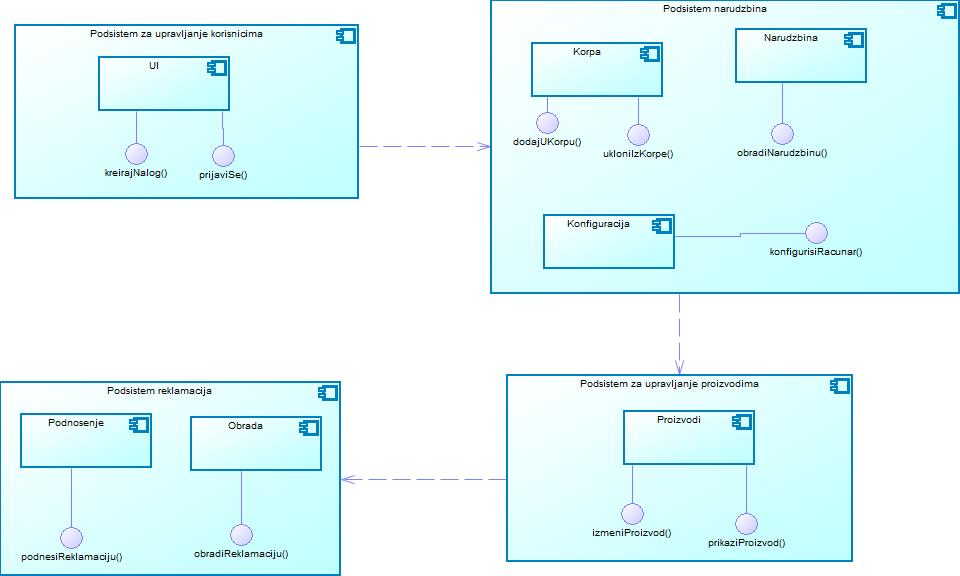 Podsistem za upravljanje korisnicima
UI
kreirajNalog()
prijaviSe()
Podsistem narudzbina
Korpa
Narudzbina
dodajUKorpu()
ukloniIzKorpe()
obradiNarudzbinu()
Konfiguracija
konfigurisiRacunar()
Podsistem reklamacija
Podnosenje
Obrada
podnesiReklamaciju()
obradiReklamaciju()
Podsistem za upravljanje proizvodima
Proizvodi
izmeniProizvod()
prikaziProizvod()